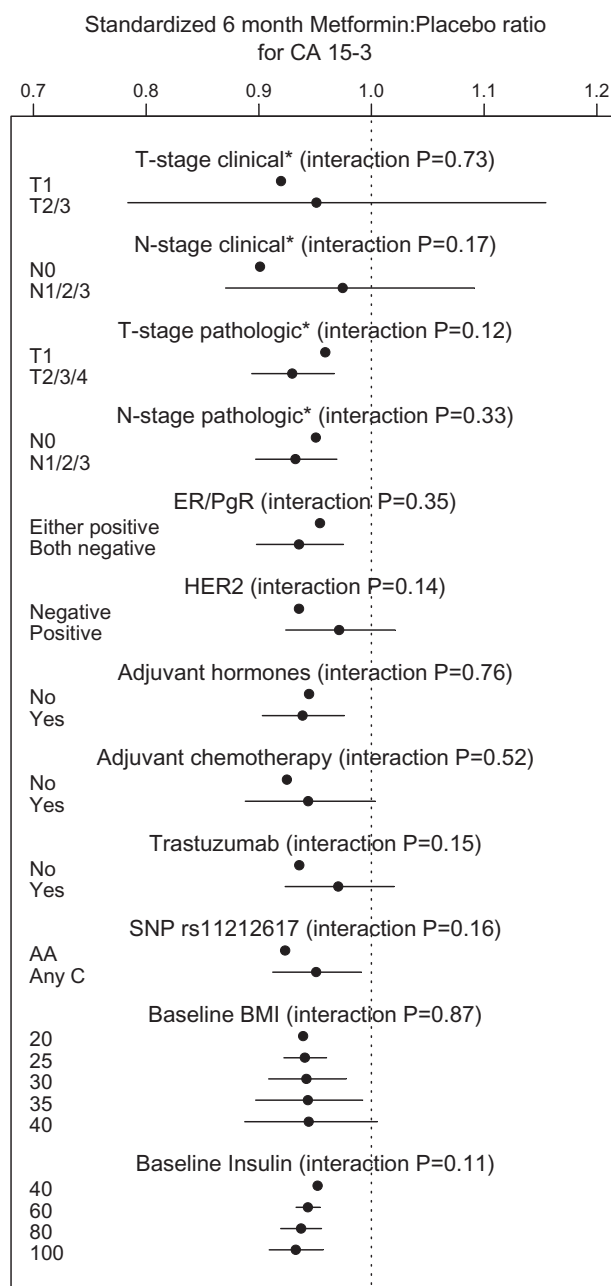 Standardized 6 month Metformin:Placebo ratio
for CA 15-3
0.7 0.8 0.9 1.0 1.1 1.2
T-stage clinical* (interaction P=0.73)
T1
T2/3
N-stage clinical* (interaction P=0.17)
N0
N1/2/3
T-stage pathologic* (interaction P=0.12)
T1
T2/3/4
N-stage pathologic* (interaction P=0.33)
N0
N1/2/3
ER/PgR (interaction P=0.35)
Either positive
Both negative
HER2 (interaction P=0.14)
Negative
Positive
Adjuvant hormones (interaction P=0.76)
No
Yes
Adjuvant chemotherapy (interaction P=0.52)
No
Yes
Trastuzumab (interaction P=0.15)
No
Yes
SNP rs11212617 (interaction P=0.16)
AA
Any C
Baseline BMI (interaction P=0.87)
20
25
30
35
40
Baseline Insulin (interaction P=0.11)
40
60
80
100